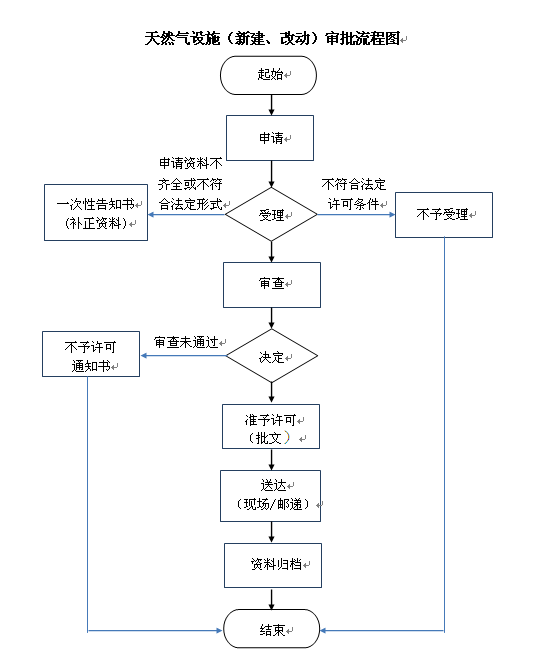 天然气设施（新建、改动）审批流程图
起始
申请
申请资料不
齐全或不符
合法定形式
不符合法定
许可条件
一次性告知书
(补正资料)
受理
不予受理
审查
审查未通过
不予许可
通知书
决定
准予许可
（批文）
送达
（现场/邮递）
资料归档
结束